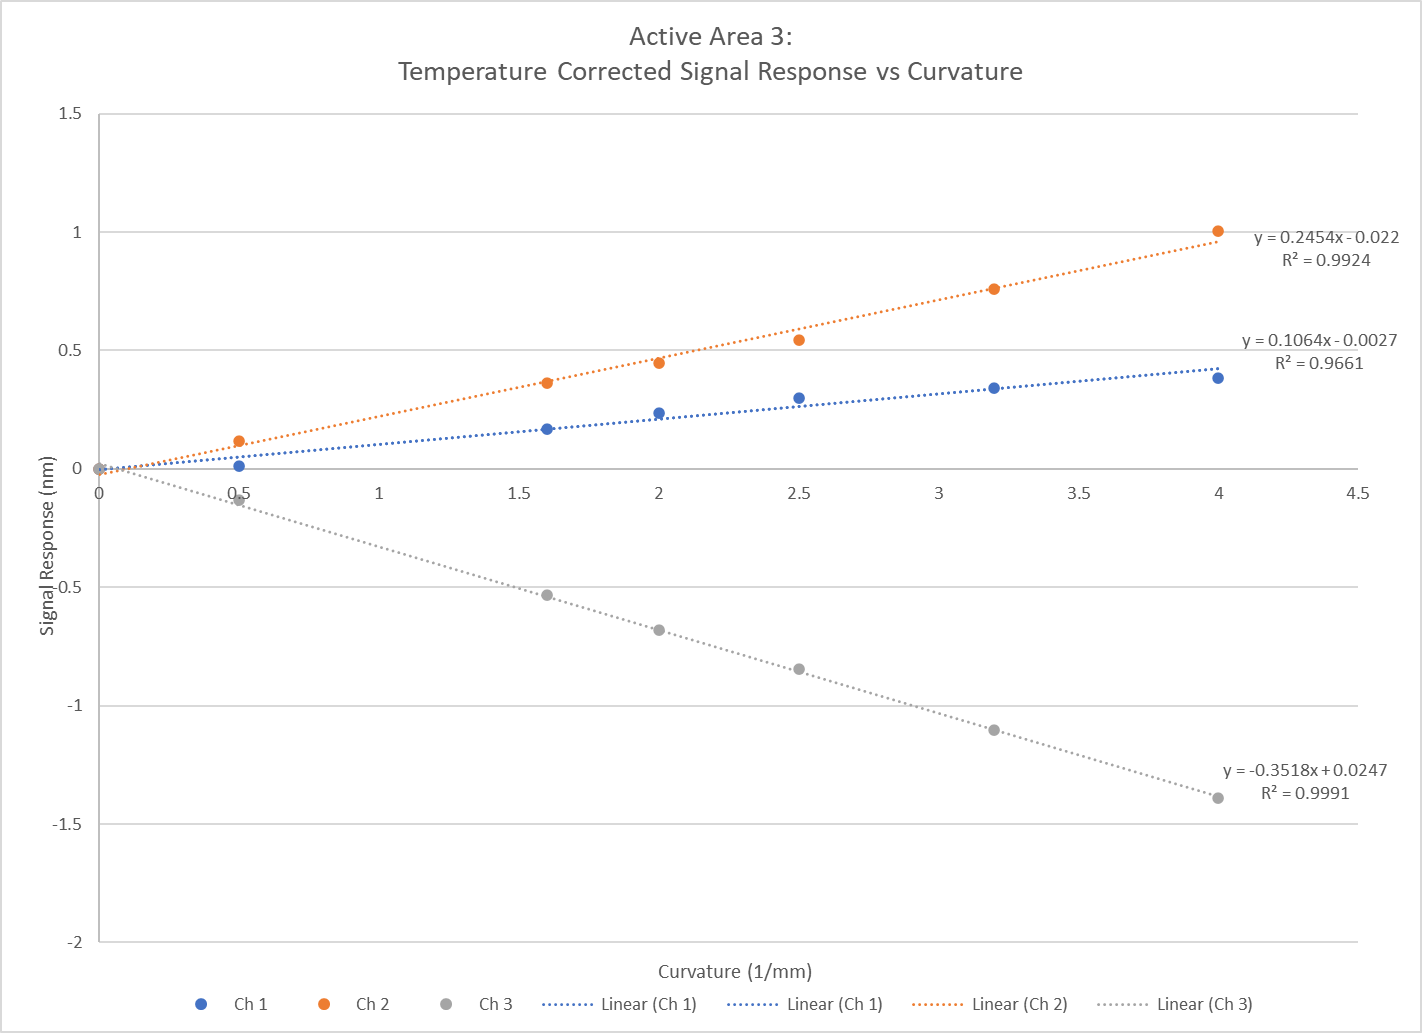 Active Area 3:
Temperature Corrected Signal Response vs Curvature
1.5
1
0.5
0
-0.5
-1
-1.5
-2
Signal Response (nm)
0
0.5
1
1.5
2
2.5
3
3.5
4
4.5
y = 0.2454x - 0.022
R² = 0.9924
y = 0.1064x - 0.0027
R² = 0.9661
y = -0.3518x + 0.0247
R² = 0.9991
Curvature (1/mm)
Ch 1
Ch 2
Ch 3
Linear (Ch 1)
Linear (Ch 1)
Linear (Ch 2)
Linear (Ch 3)